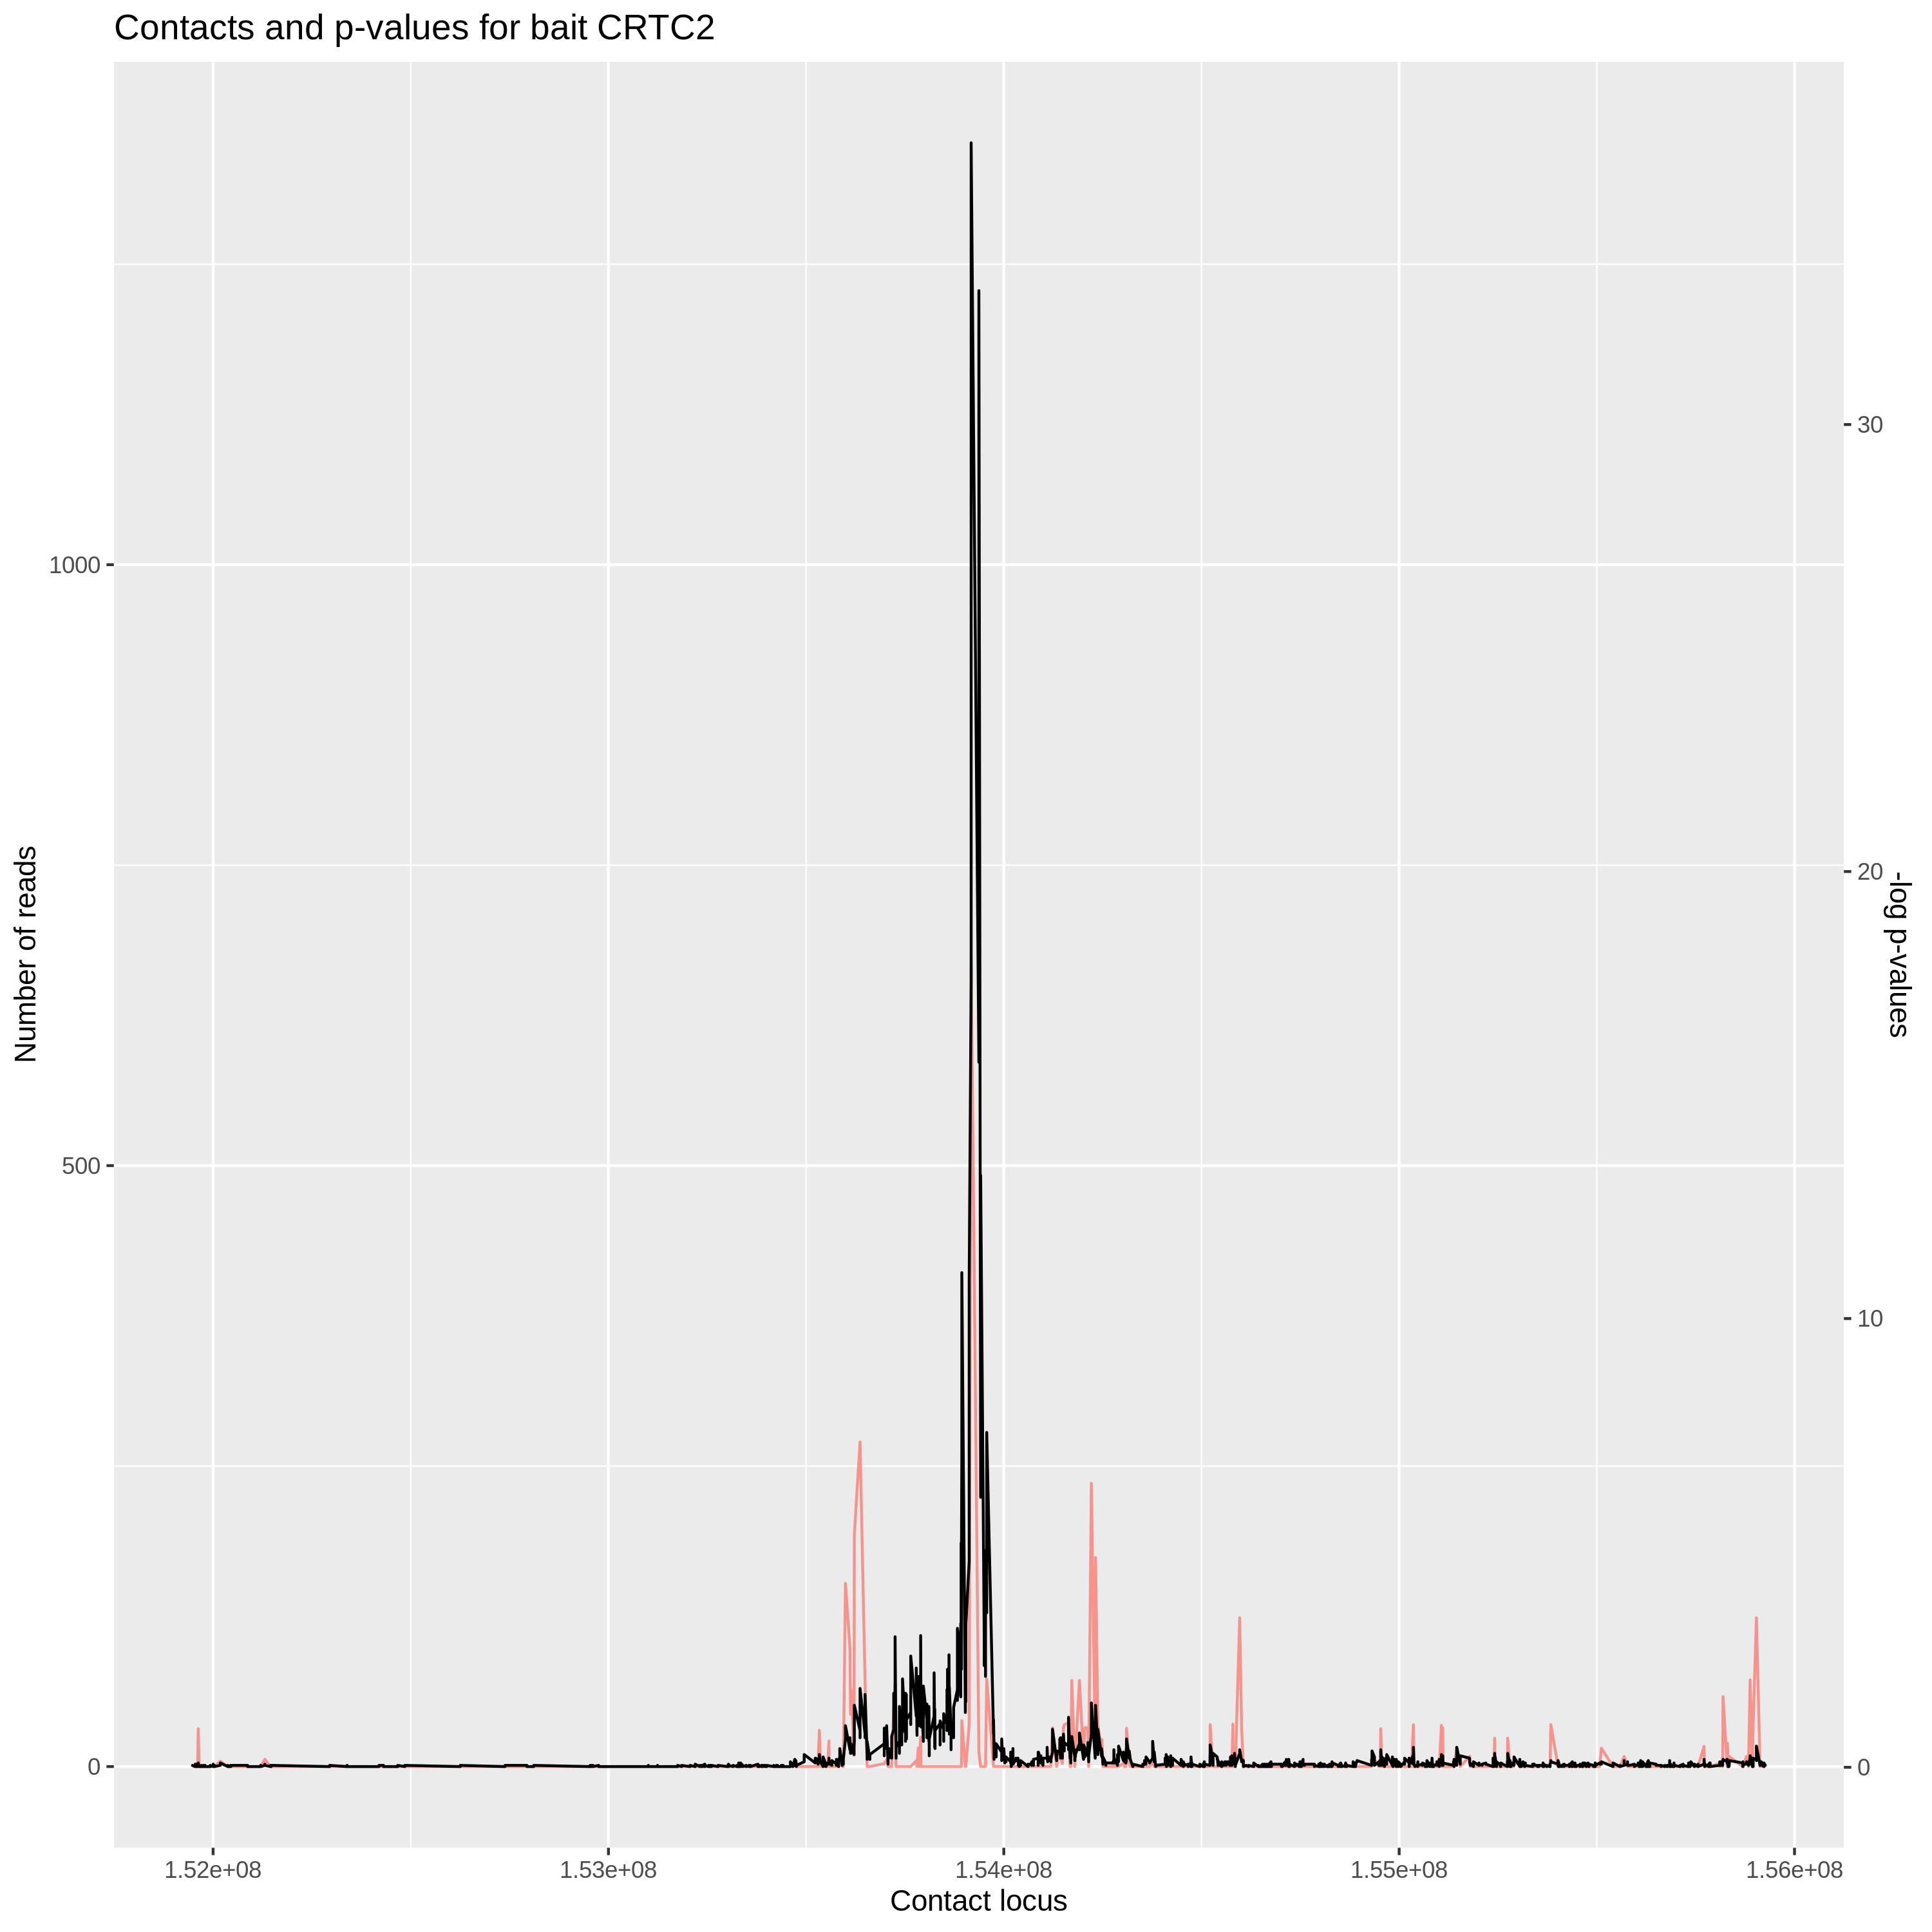 Contacts and p-values for bait CRTC2
Number of reads
1000
500
0
30
20
10
0
-log p-values
1.52e+08
1.53e+08
1.54e+08
1.55e+08
1.56e+08
Contact locus